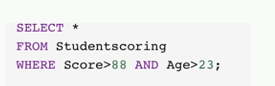 SELECT *
FROM Studentscoring
WHERE Score>88 AND Age>23;